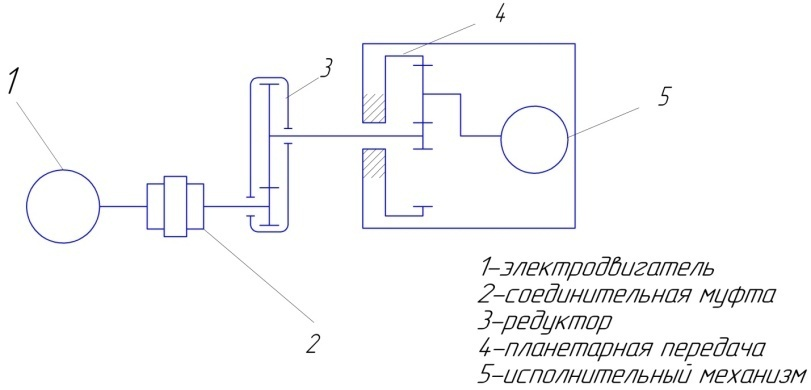 4
3
1
5
2
1-электродвигатель
2-соединительная муфта
3-редуктор
4-планетарная передача
5-исполнительный механизм